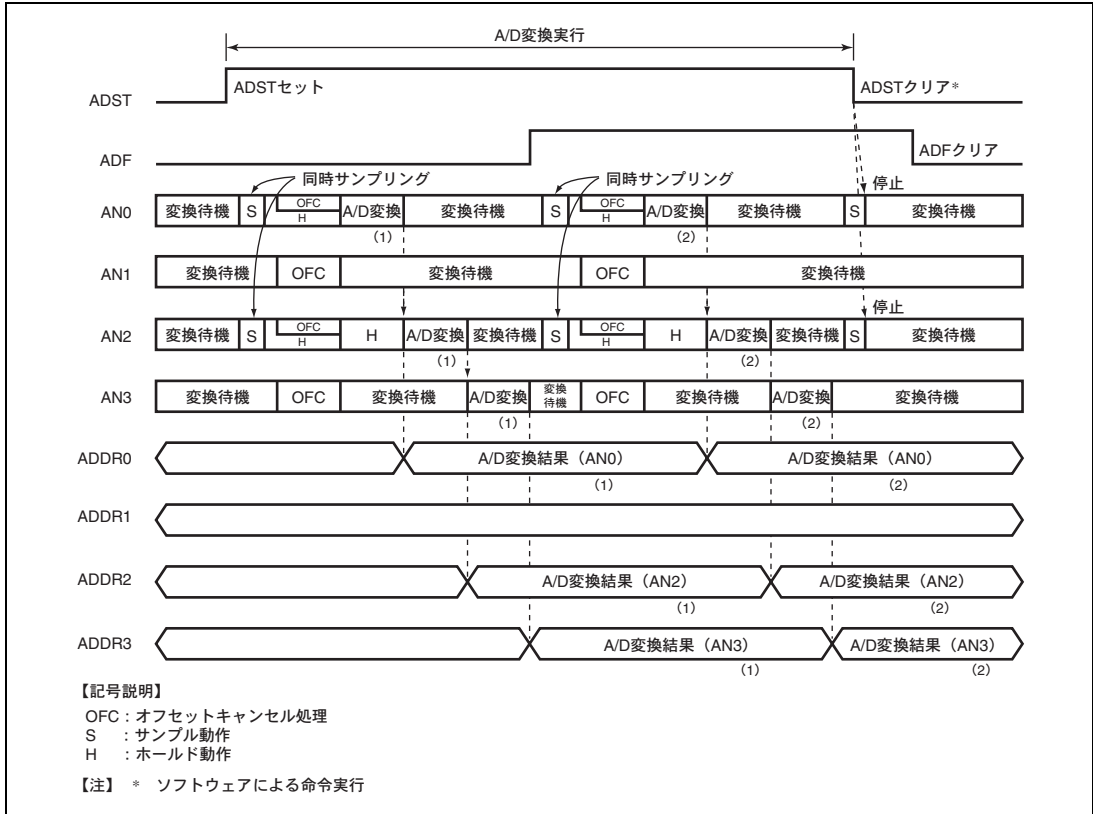 A/D変換実行
ADST ADSTセット ADSTクリア*
ADF ADFクリア
同時サンプリング 同時サンプリング 停止
AN0 変換待機 S OFC H A/D変換 変換待機 S OFC H A/D変換 変換待機 S 変換待機
(1) (2)
AN1 変換待機 OFC 変換待機 OFC 変換待機
停止
AN2 変換待機 S OFC H H A/D変換 変換待機 S OFC H H A/D変換 変換待機 S 変換待機
(1) (2)
AN3 変換待機 OFC 変換待機 A/D変換 変換待機 OFC 変換待機 A/D変換 変換待機
(1) (2)
ADDR0 A/D変換結果（AN0） A/D変換結果（AN0）
(1) (2)
ADDR1
ADDR2 A/D変換結果（AN2） A/D変換結果（AN2）
(1) (2)
ADDR3 A/D変換結果（AN3） A/D変換結果（AN3）
(1) (2)
【記号説明】
OFC：オフセットキャンセル処理
S ：サンプル動作
H ：ホールド動作
【注】 * ソフトウェアによる命令実行